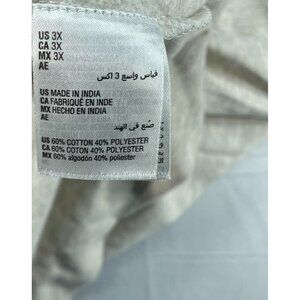 US 3X
CA 3X
MX 3X
AE
قياس واسع 3 اكس
US MADE IN INDIA
CA FABRIQUÉ EN INDE
MX HECHO EN INDIA
AE
صُنع في الهند
US 60% COTTON 40% POLYESTER
CA 60% COTON 40% POLYESTER
MX 60% algodón 40% poliester